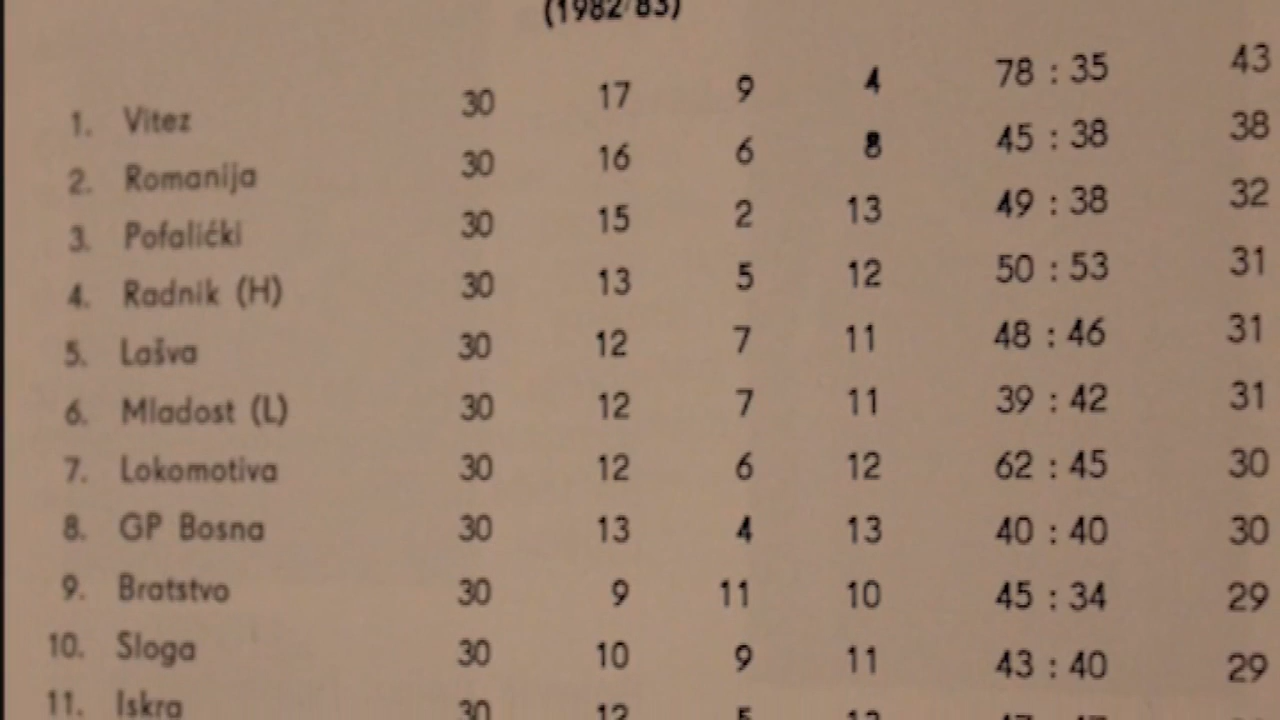 (1982/83)
1. Vitez 30 17 9 4 78 : 35 43
2. Romanija 30 16 6 8 45 : 38 38
3. Pofalićki 30 15 2 13 49 : 38 32
4. Radnik (H) 30 13 5 12 50 : 53 31
5. Lašva 30 12 7 11 48 : 46 31
6. Mladost (L) 30 12 7 11 39 : 42 31
7. Lokomotiva 30 12 6 12 62 : 45 30
8. GP Bosna 30 13 4 13 40 : 40 30
9. Bratstvo 30 9 11 10 45 : 34 29
10. Sloga 30 10 9 11 43 : 40 29
11. Iskra 30 12 5